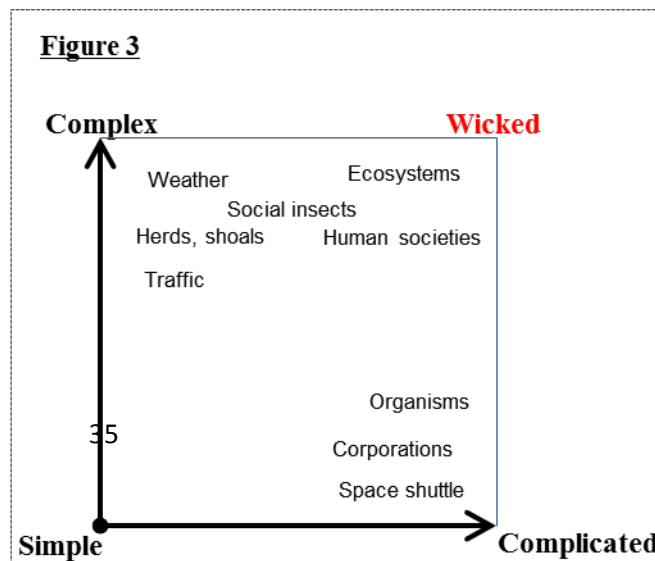 Figure 3
Complex Wicked
Weather Ecosystems
Social insects
Herds, shoals Human societies
Traffic
Organisms
35
Corporations
Space shuttle
Simple Complicated